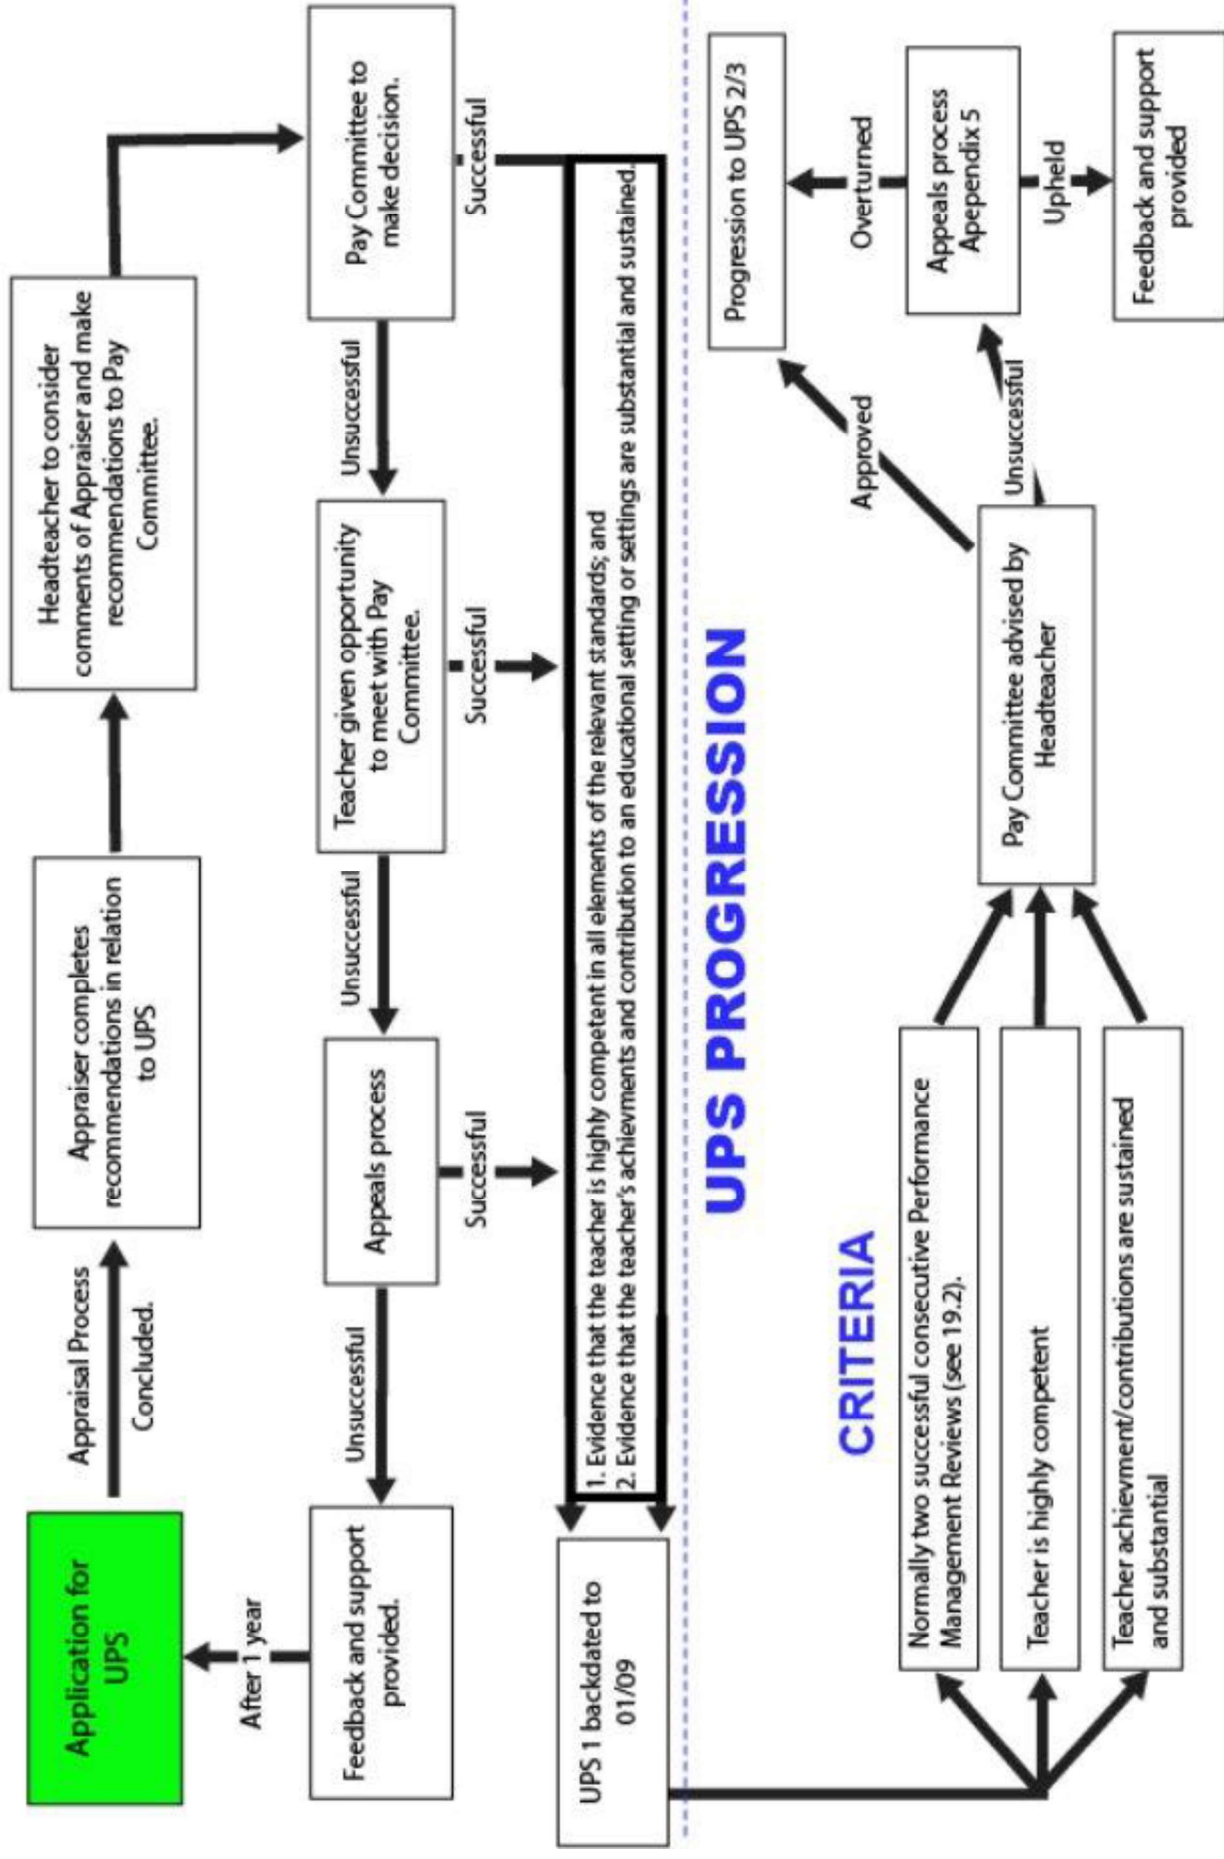 Application for
UPS
Appraisal Process
Concluded.
Appraiser completes
recommendations in relation
to UPS
Headteacher to consider
comments of Appraiser and make
recommendations to Pay
Committee.
Pay Committee to
make decision.
Successful
Unsuccessful
Teacher given opportunity
to meet with Pay
Committee.
Successful
Unsuccessful
Appeals process
Successful
Unsuccessful
Feedback and support
provided.
After 1 year
1. Evidence that the teacher is highly competent in all elements of the relevant standards; and
2. Evidence that the teacher's achievments and contribution to an educational setting or settings are substantial and sustained.
UPS 1 backdated to
01/09
UPS PROGRESSION
CRITERIA
Normally two successful consecutive Performance
Management Reviews (see 19.2).
Teacher is highly competent
Teacher achievment/contributions are sustained
and substantial
Pay Committee advised by
Headteacher
Approved
Unsuccessful
Progression to UPS 2/3
Overturned
Appeals process
Apependix 5
Upheld
Feedback and support
provided